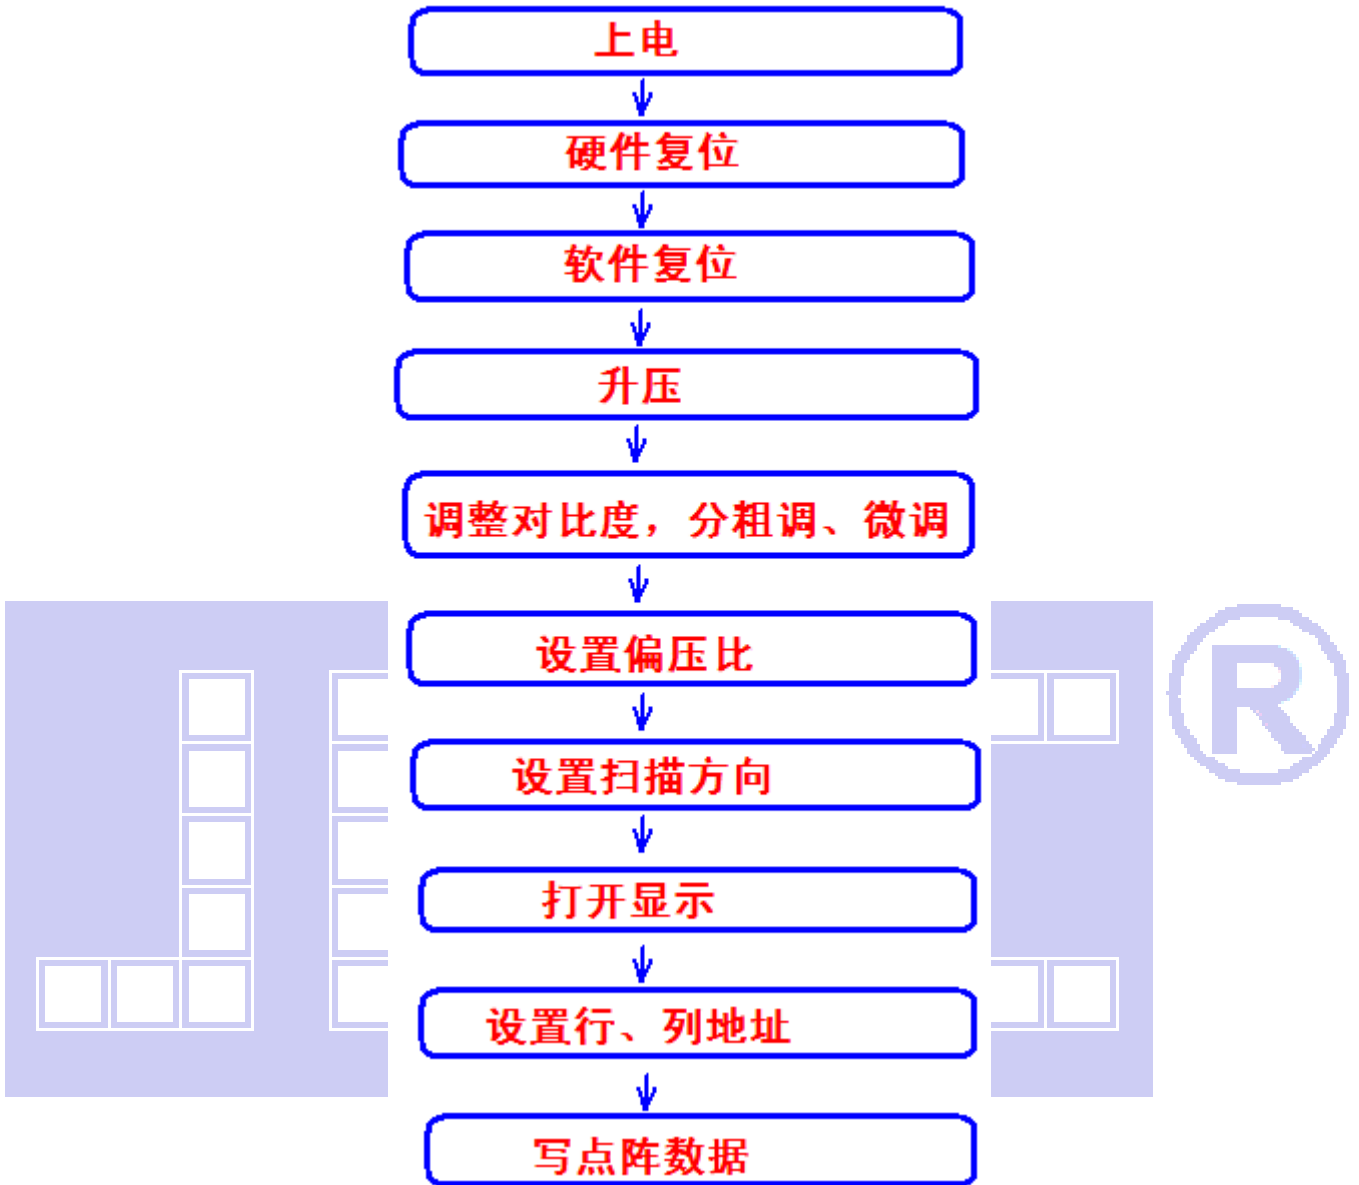 上电
硬件复位
软件复位
升压
调整对比度，分粗调、微调
设置偏压比
设置扫描方向
打开显示
设置行、列地址
写点阵数据
R